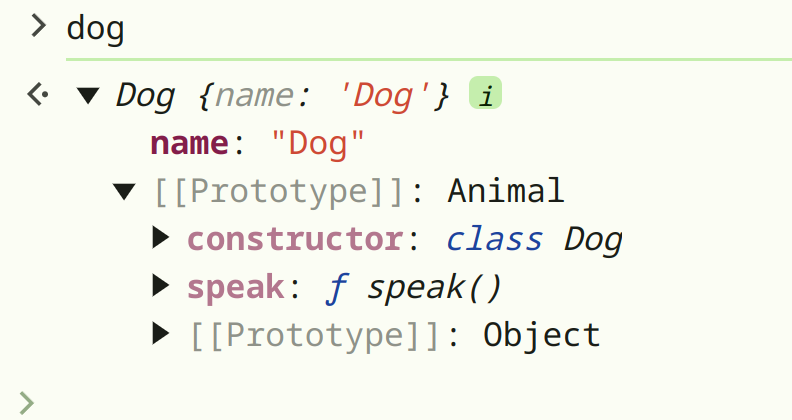 dog
Dog {name: 'Dog'} i
name: "Dog"
[[Prototype]]: Animal
constructor: class Dog
speak: ƒ speak()
[[Prototype]]: Object